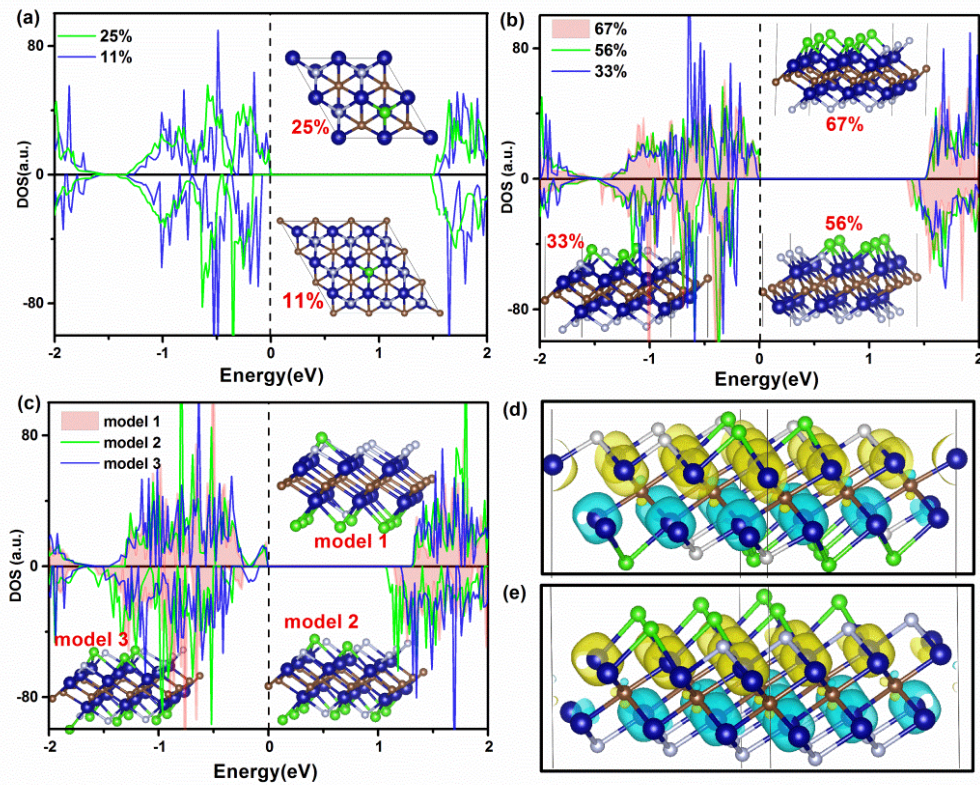 (a)
25%
11%
80
0
-80
DOS(a.u.)
25%
11%
-2
-1
0
1
2
Energy(eV)
(b)
67%
56%
33%
80
0
-80
DOS (a.u.)
67%
33%
56%
-2
-1
0
1
2
Energy(eV)
(c)
model 1
model 2
model 3
80
0
-80
DOS (a.u.)
model 1
model 3
model 2
-2
-1
0
1
2
Energy(eV)
(d)
(e)